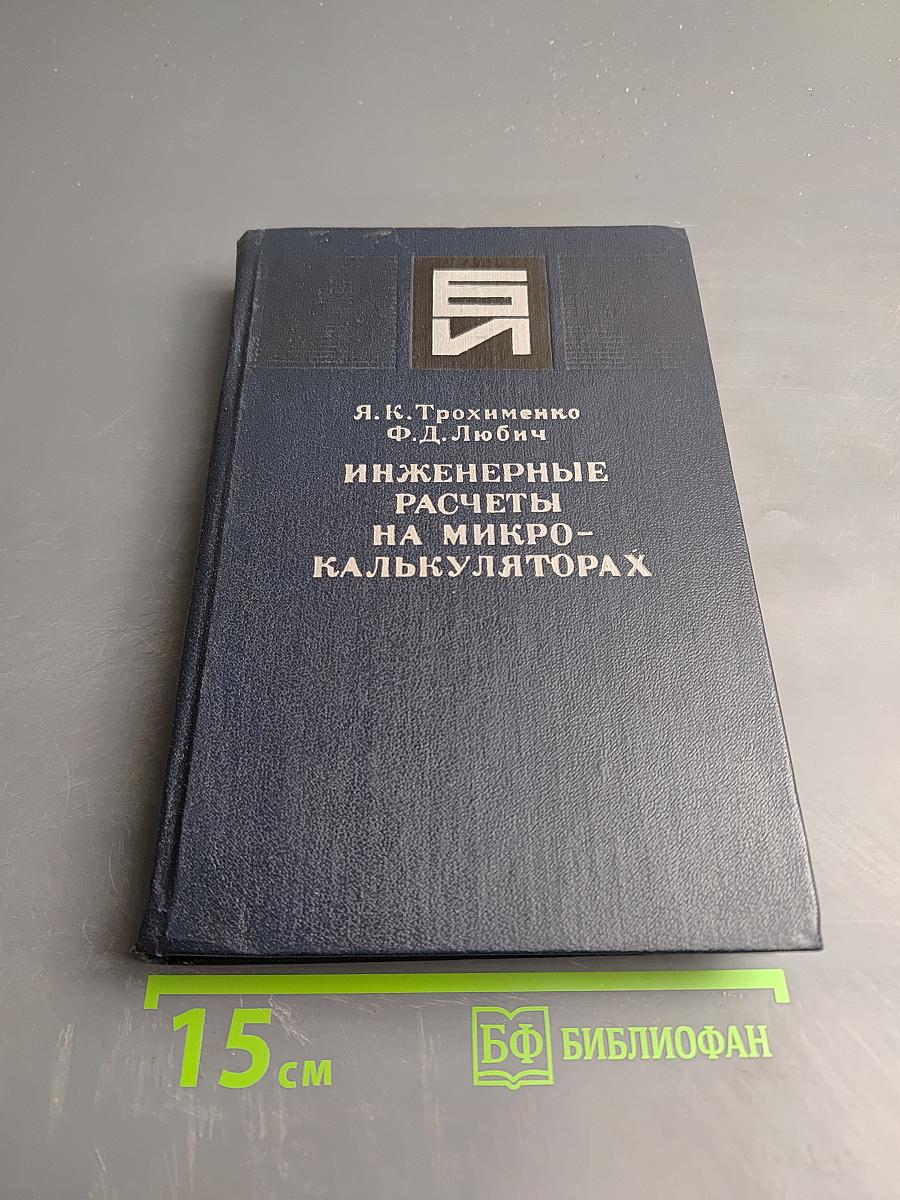 БИ
Я.К.Трохименко
Ф.Д.Любич
ИНЖЕНЕРНЫЕ
РАСЧЕТЫ
НА МИКРО-
КАЛЬКУЛЯТОРАХ
15 см
БФ БИБЛИОФАН